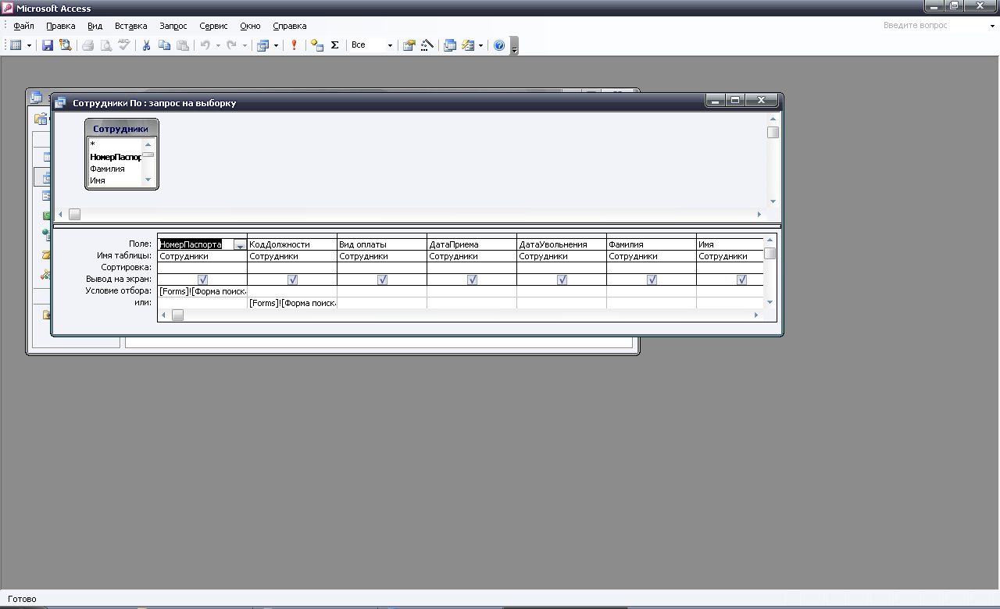 Microsoft Access
Файл Правка Вид Вставка Запрос Сервис Окно Справка
Введите вопрос
Все
Сотрудники По : запрос на выборку
Сотрудники
*
НомерПаспор
Фамилия
Имя
Поле: НомерПаспорта КодДолжности Вид оплаты ДатаПриема ДатаУвольнения Фамилия Имя
Имя таблицы: Сотрудники Сотрудники Сотрудники Сотрудники Сотрудники Сотрудники Сотрудники
Сортировка:
Вывод на экран:
Условие отбора: [Forms]![Форма поиск
или: [Forms]![Форма поиск
Готово